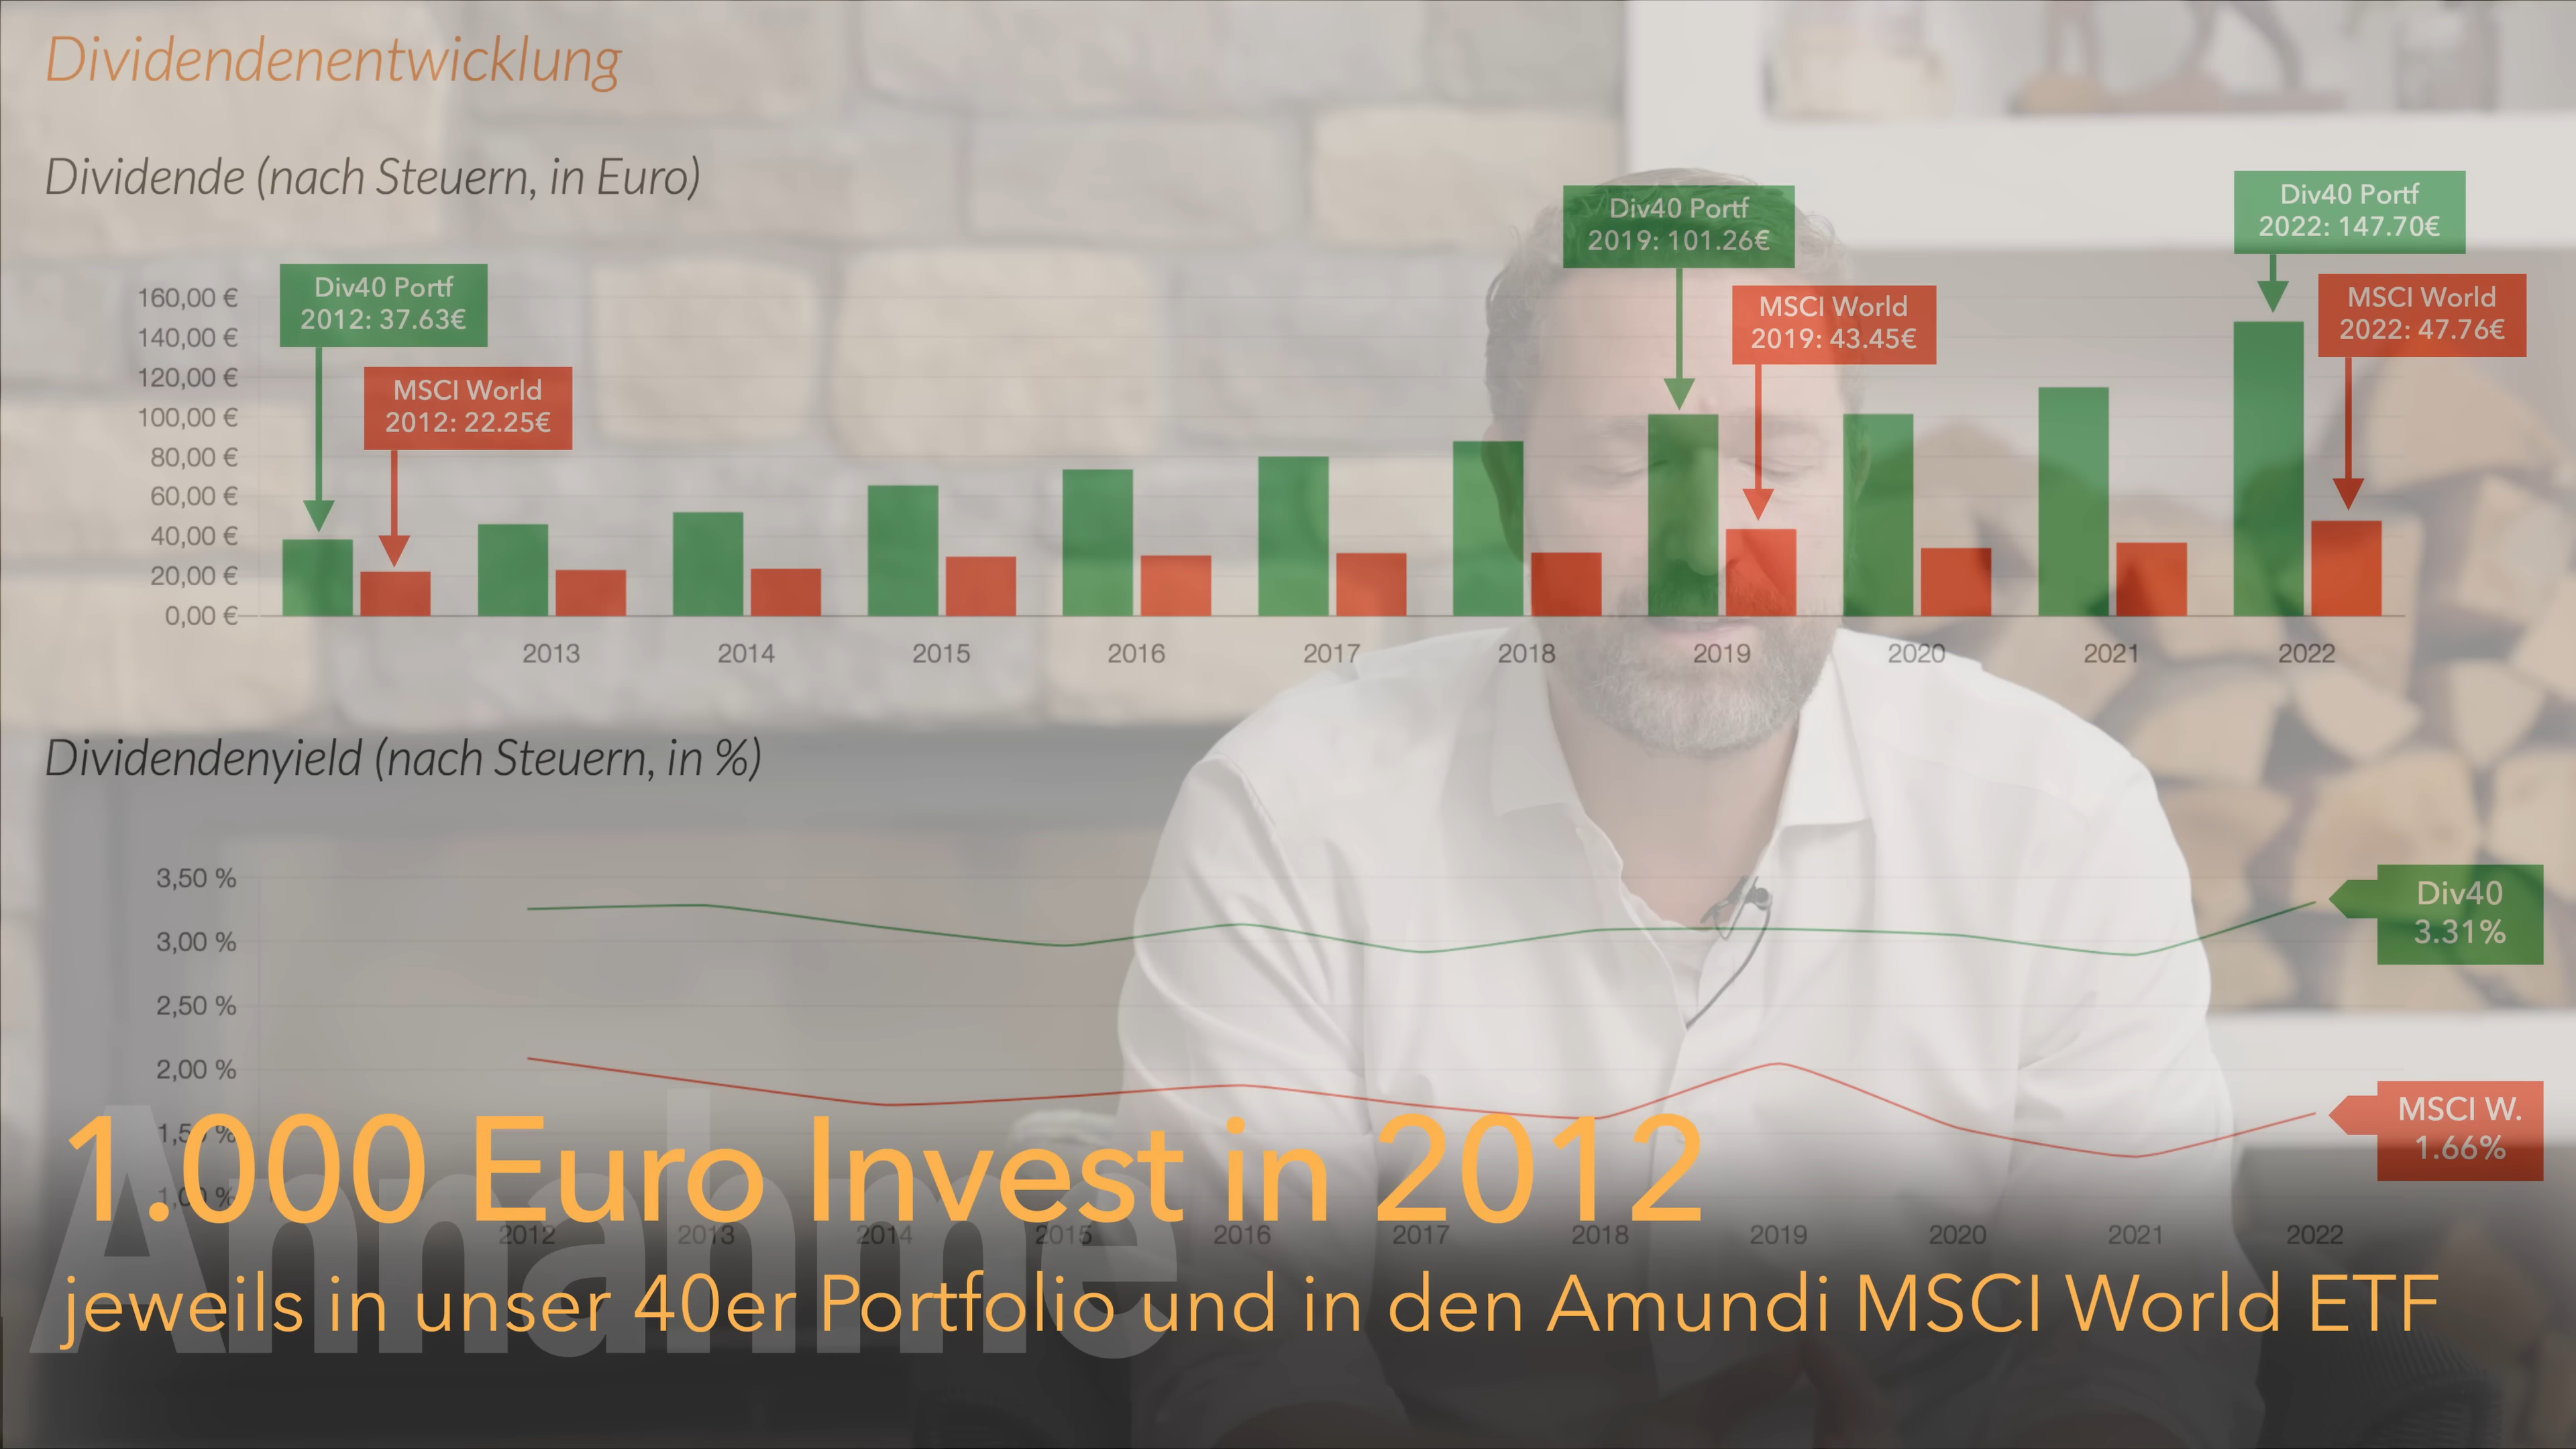 Dividendenentwicklung
Dividende (nach Steuern, in Euro)
Div40 Portf
2012: 37.63€
MSCI World
2012: 22.25€
Div40 Portf
2019: 101.26€
MSCI World
2019: 43.45€
Div40 Portf
2022: 147.70€
MSCI World
2022: 47.76€
160,00 €
140,00 €
120,00 €
100,00 €
80,00 €
60,00 €
40,00 €
20,00 €
0,00 €
2013 2014 2015 2016 2017 2018 2019 2020 2021 2022
Dividendenyield (nach Steuern, in %)
3,50 %
3,00 %
2,50 %
2,00 %
1,50 %
1,00 %
Div40
3.31%
MSCI W.
1.66%
2012 2013 2014 2015 2016 2017 2018 2019 2020 2021 2022
Annahme
1.000 Euro Invest in 2012
jeweils in unser 40er Portfolio und in den Amundi MSCI World ETF